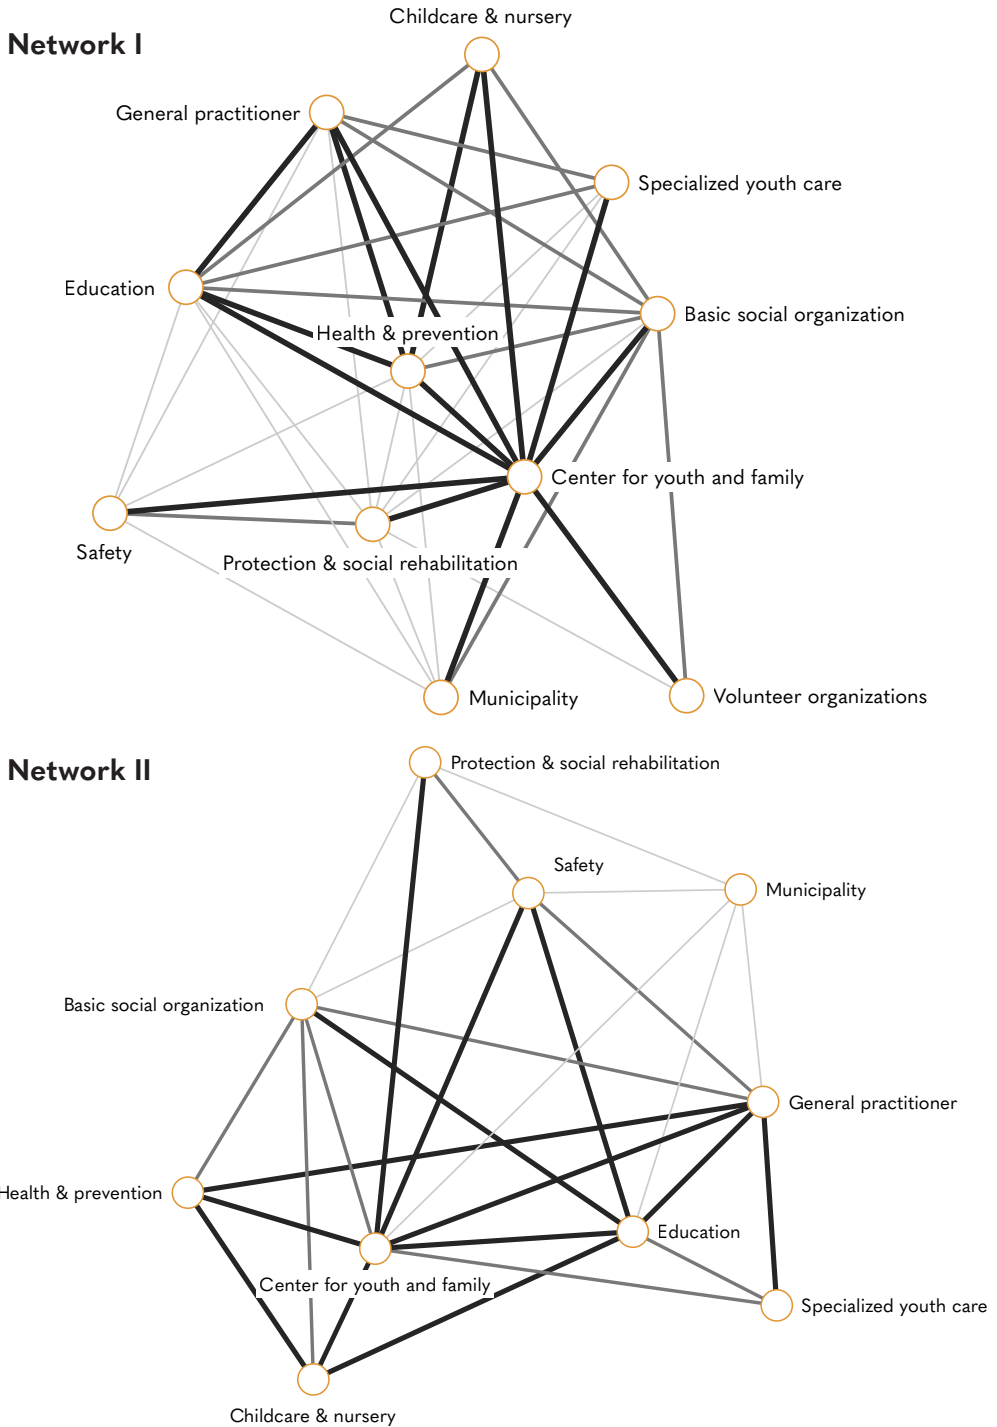 Childcare & nursery
Network I
General practitioner
Specialized youth care
Education
Basic social organization
Health & prevention
Center for youth and family
Safety
Protection & social rehabilitation
Municipality
Volunteer organizations
Network II
Protection & social rehabilitation
Safety
Municipality
Basic social organization
General practitioner
Health & prevention
Education
Center for youth and family
Specialized youth care
Childcare & nursery